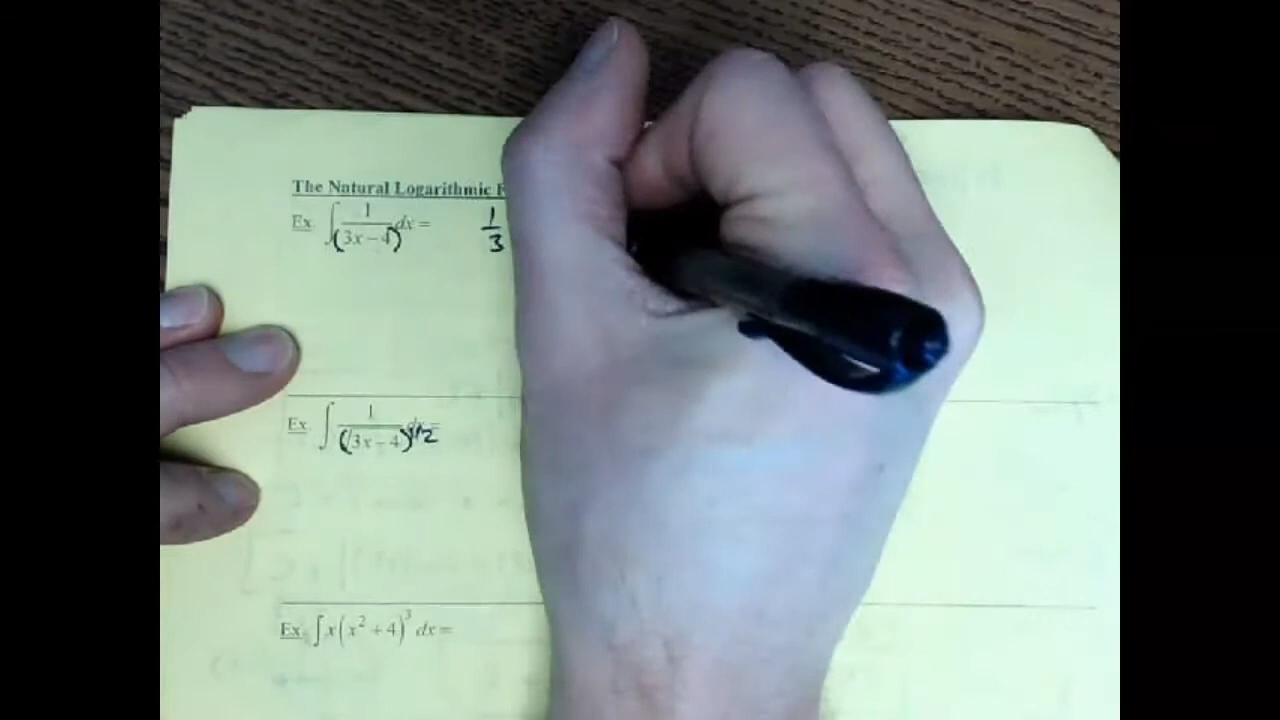 The Natural Logarithmic
Ex ∫ 1/(3x−4) dx = 1/3
Ex ∫ 1/(3x−4)^1/2 dx =
Ex: ∫x(x²+4)³ dx =